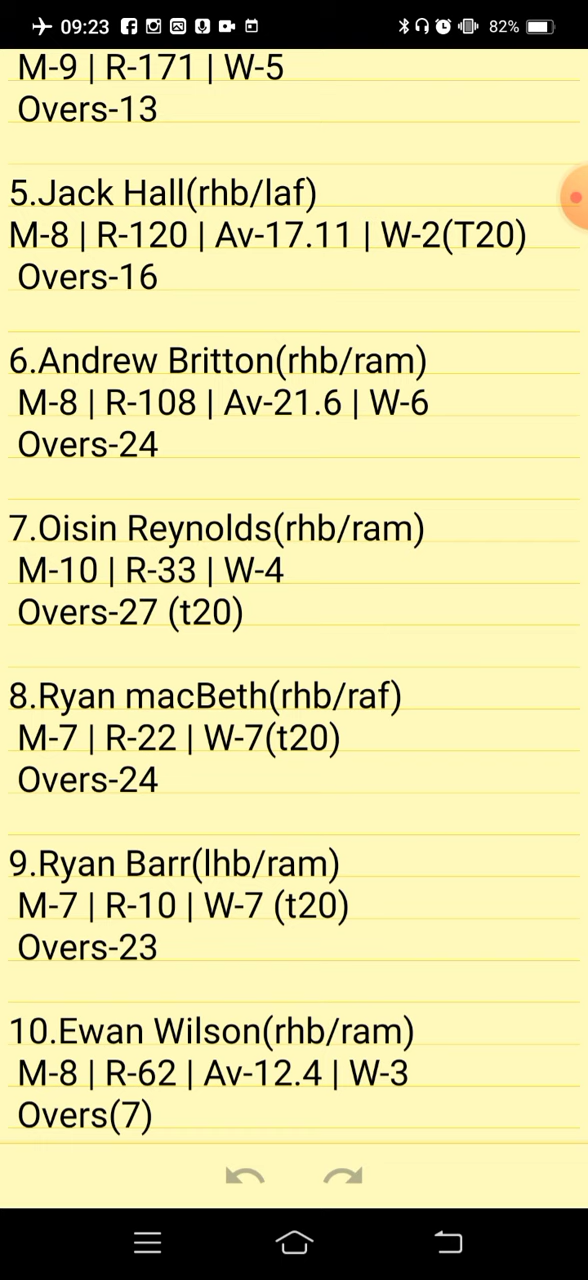 09:23
82%
M-9 | R-171 | W-5
Overs-13
5.Jack Hall(rhb/laf)
M-8 | R-120 | Av-17.11 | W-2(T20)
Overs-16
6.Andrew Britton(rhb/ram)
M-8 | R-108 | Av-21.6 | W-6
Overs-24
7.Oisin Reynolds(rhb/ram)
M-10 | R-33 | W-4
Overs-27 (t20)
8.Ryan macBeth(rhb/raf)
M-7 | R-22 | W-7(t20)
Overs-24
9.Ryan Barr(lhb/ram)
M-7 | R-10 | W-7 (t20)
Overs-23
10.Ewan Wilson(rhb/ram)
M-8 | R-62 | Av-12.4 | W-3
Overs(7)